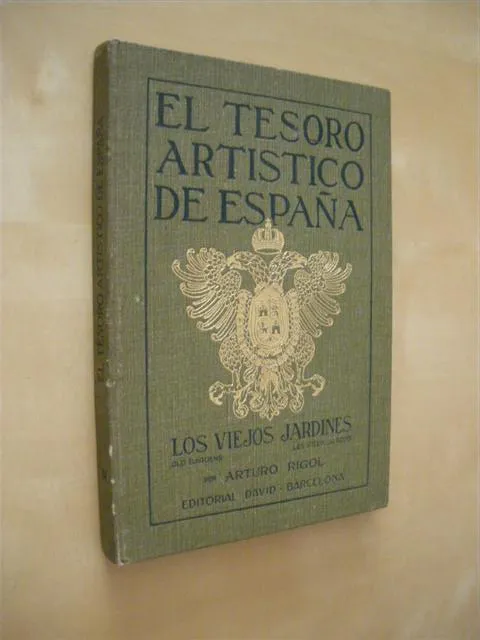 EL TESORO
ARTISTICO
DE ESPAÑA
LOS VIEJOS JARDINES
OLD GARDENS
POR ARTURO RIGOL
EDITORIAL DAVID - BARCELONA
EL TESORO ARTISTICO DE ESPAÑA